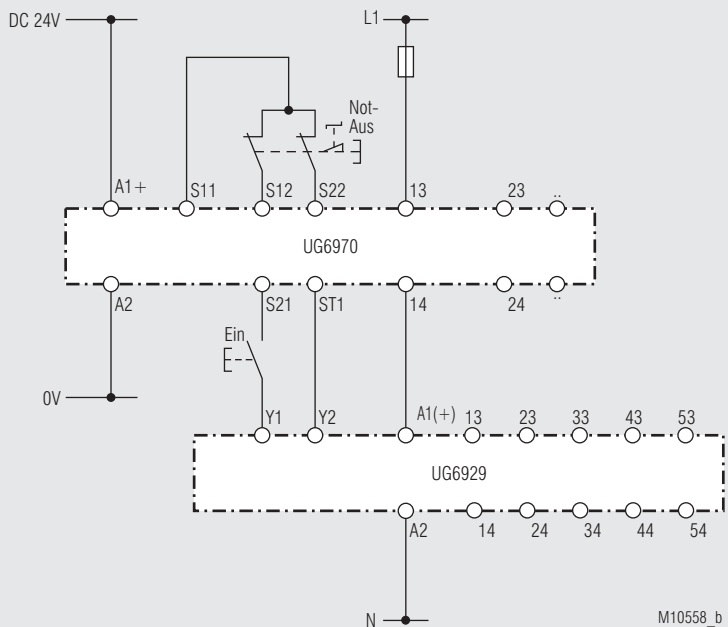 DC 24V
L1
Not-
Aus
A1+ S11 S12 S22 13 23 ..
UG6970
A2 S21 ST1 14 24 ..
Ein
0V
Y1 Y2 A1(+) 13 23 33 43 53
UG6929
A2 14 24 34 44 54
N
M10558_b